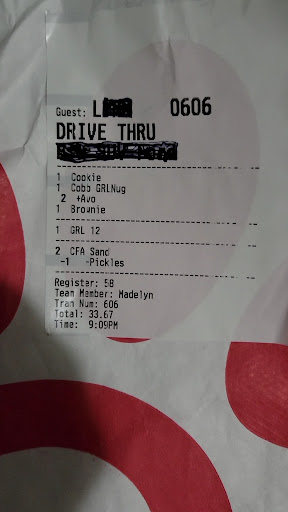 Guest: L 0606
DRIVE THRU
1 Cookie
1 Cobb GRLNug
2 +Avo
1 Brownie
1 GRL 12
2 CFA Sand
-1 -Pickles
Register: 58
Team Member: Madelyn
Tran Num: 606
Total: 33.67
Time: 9:09PM